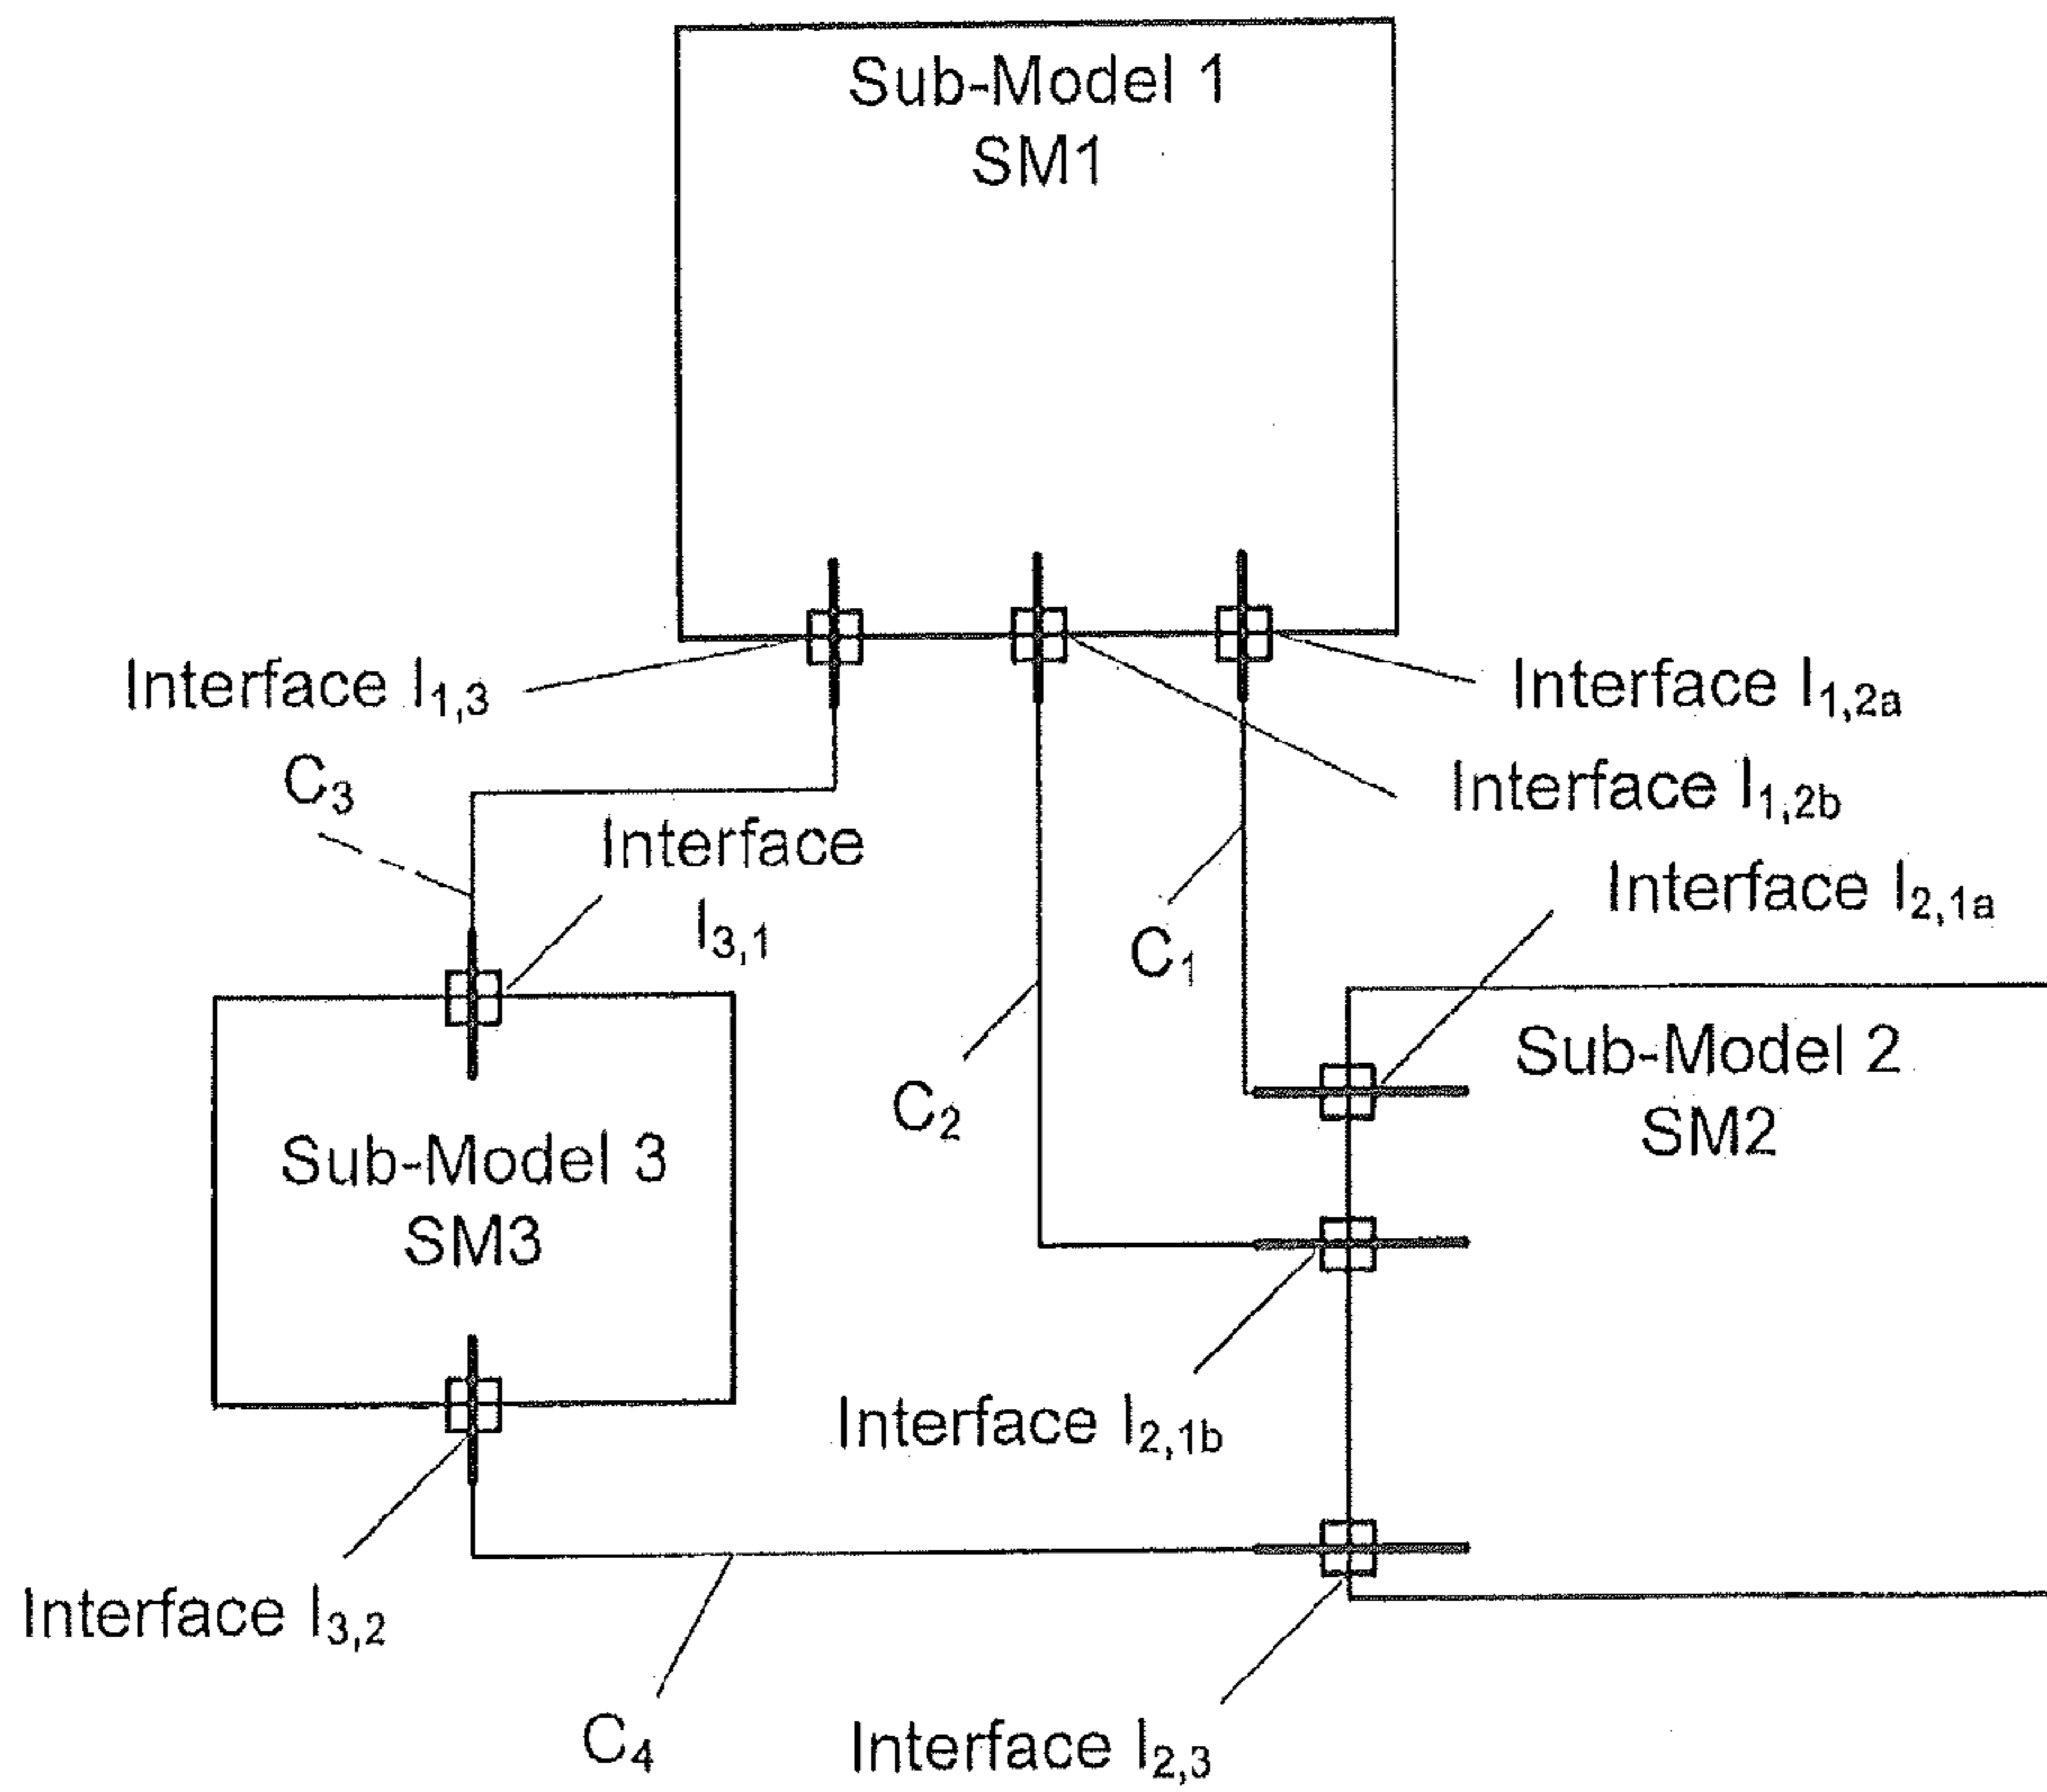 Sub-Model 1
SM1
Interface I1,3
Interface I1,2a
C3
Interface I1,2b
Interface
I3,1
Interface I2,1a
C1
Sub-Model 2
SM2
C2
Sub-Model 3
SM3
Interface I2,1b
Interface I3,2
C4
Interface I2,3